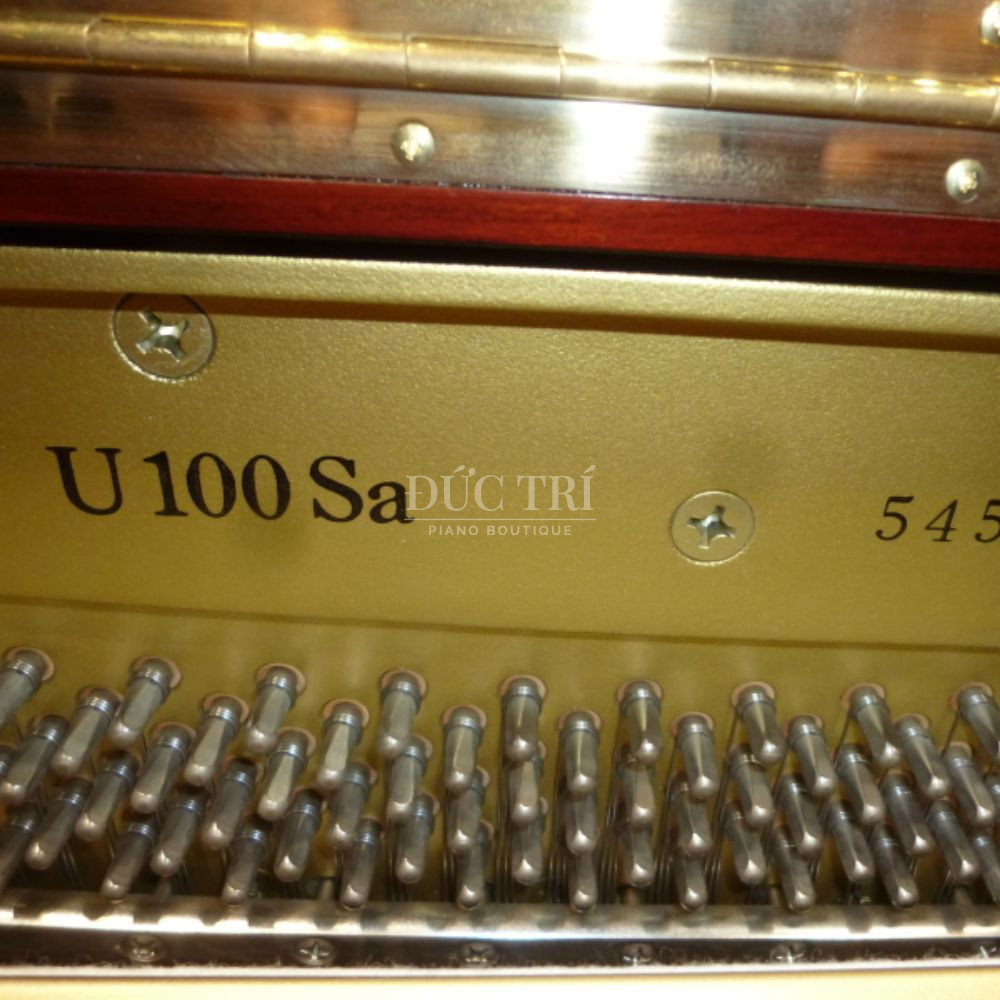 U 100 Sa
ĐỨC TRÍ
PIANO BOUTIQUE
545